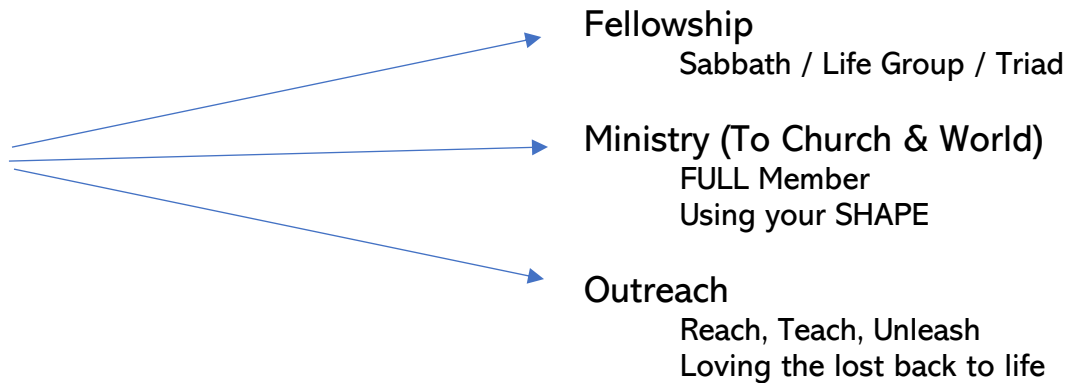 Fellowship
Sabbath / Life Group / Triad
Ministry (To Church & World)
FULL Member
Using your SHAPE
Outreach
Reach, Teach, Unleash
Loving the lost back to life